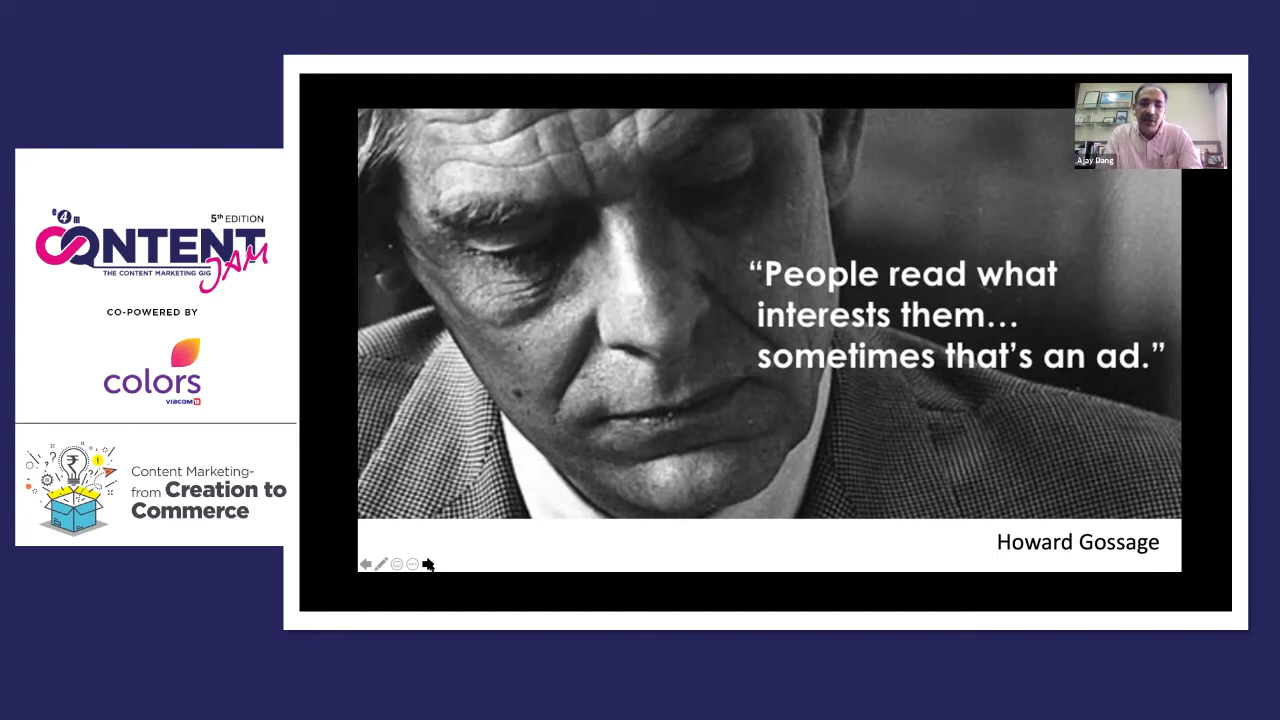 e4m
5th EDITION
CONTENT
JAM
THE CONTENT MARKETING GIG
CO-POWERED BY
colors
VIACOM18
Content Marketing-
from Creation to
Commerce
Ajay Dang
“People read what
interests them...
sometimes that's an ad.”
Howard Gossage